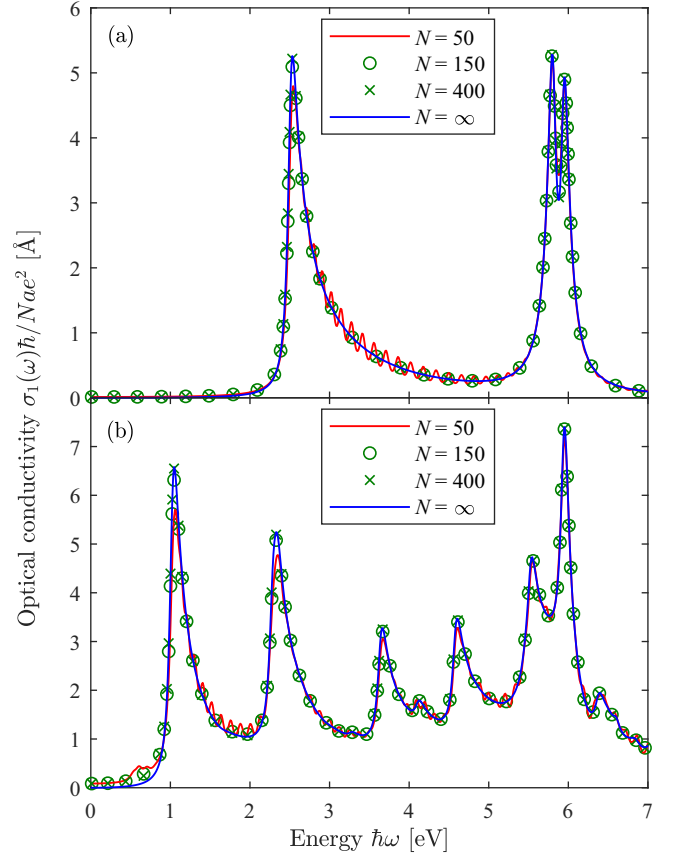 (a)
N = 50
N = 150
N = 400
N = ∞
6
5
4
3
2
1
0
(b)
N = 50
N = 150
N = 400
N = ∞
7
6
5
4
3
2
1
0
0 1 2 3 4 5 6 7
Energy ħω [eV]
Optical conductivity σ₁(ω)ħ/Nae² [Å]